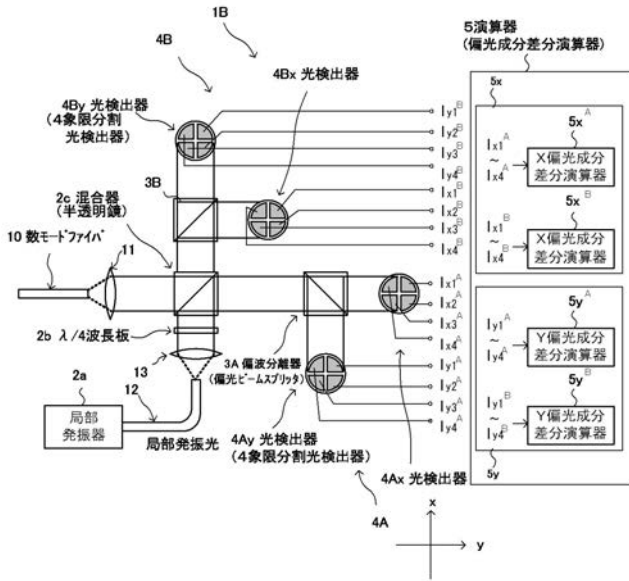 1B
4B
4By 光検出器
(4象限分割
光検出器)
4Bx 光検出器
2c 混合器
(半透明鏡)
3B
10 数モードファイバ
11
2b λ/4波長板
13
2a
12
局部
発振器
局部発振光
3A 偏波分離器
(偏光ビームスプリッタ)
4Ay 光検出器
(4象限分割光検出器)
4Ax 光検出器
4A
x
y
Iy1B
Iy2B
Iy3B
Iy4B
Ix1B
Ix2B
Ix3B
Ix4B
Ix1A
Ix2A
Ix3A
Ix4A
Iy1A
Iy2A
Iy3A
Iy4A
5演算器
(偏光成分差分演算器)
5x
5xA
Ix1A
~
Ix4A
X偏光成分
差分演算器
5xB
Ix1B
~
Ix4B
X偏光成分
差分演算器
5yA
Iy1A
~
Iy4A
Y偏光成分
差分演算器
5yB
Iy1B
~
Iy4B
Y偏光成分
差分演算器
5y